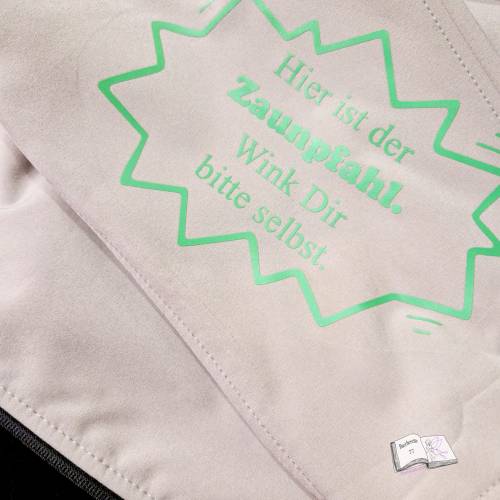 Hier ist der
Zaunpfahl.
Wink Dir
bitte selbst.